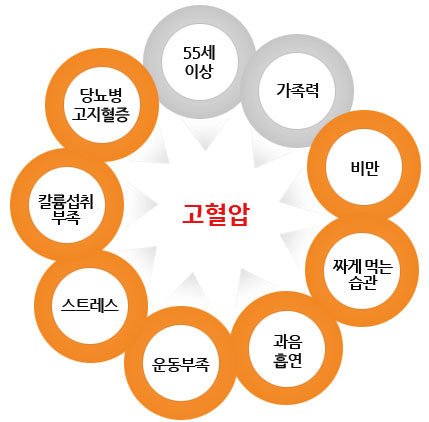 55세
이상
가족력
비만
짜게 먹는
습관
과음
흡연
운동부족
스트레스
칼륨섭취
부족
당뇨병
고지혈증
고혈압